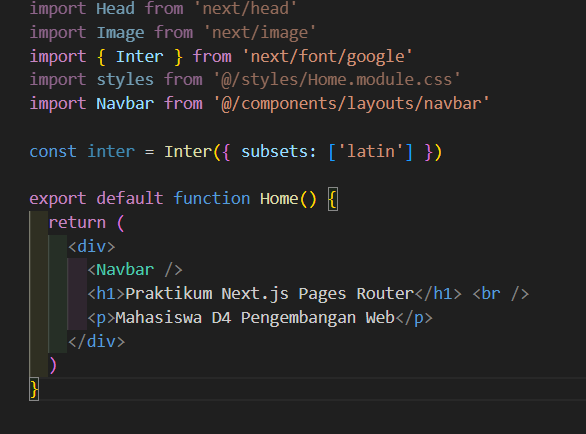 import Head from 'next/head'
import Image from 'next/image'
import { Inter } from 'next/font/google'
import styles from '@/styles/Home.module.css'
import Navbar from '@/components/layouts/navbar'

const inter = Inter({ subsets: ['latin'] })

export default function Home() {
  return (
    <div>
      <Navbar />
      <h1>Praktikum Next.js Pages Router</h1> <br />
      <p>Mahasiswa D4 Pengembangan Web</p>
    </div>
  )
}